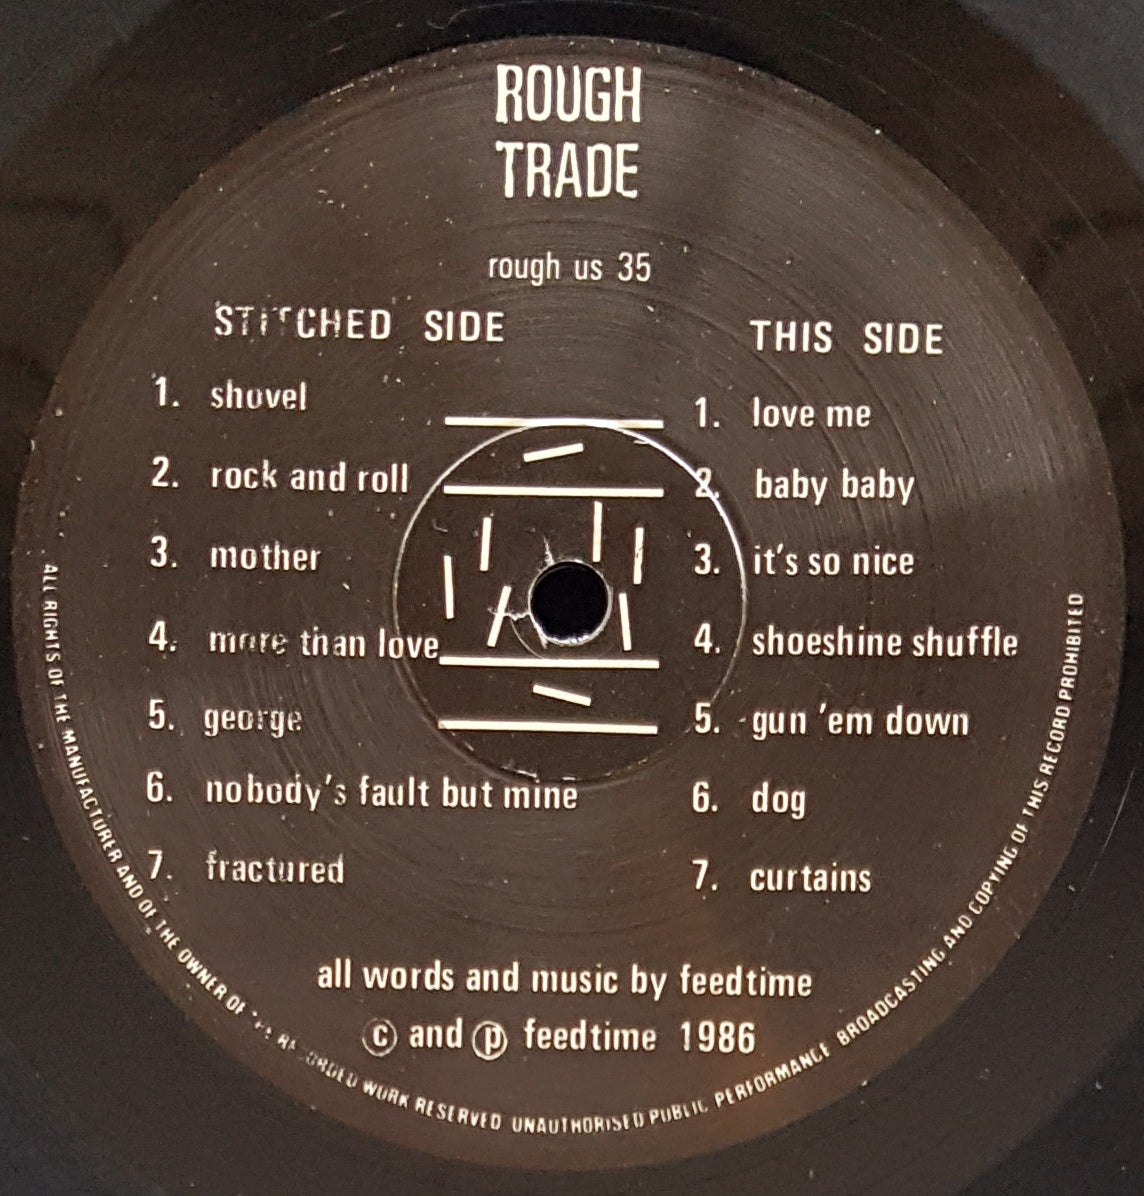 ROUGH
TRADE
rough us 35
STITCHED SIDE
1. shovel
2. rock and roll
3. mother
4. more than love
5. george
6. nobody's fault but mine
7. fractured
THIS SIDE
1. love me
2. baby baby
3. it's so nice
4. shoeshine shuffle
5. gun 'em down
6. dog
7. curtains
all words and music by feedtime
© and ℗ feedtime 1986
ALL RIGHTS OF THE MANUFACTURER AND OF THE OWNER OF THE RECORDED WORK RESERVED UNAUTHORISED PUBLIC PERFORMANCE BROADCASTING AND COPYING OF THIS RECORD PROHIBITED